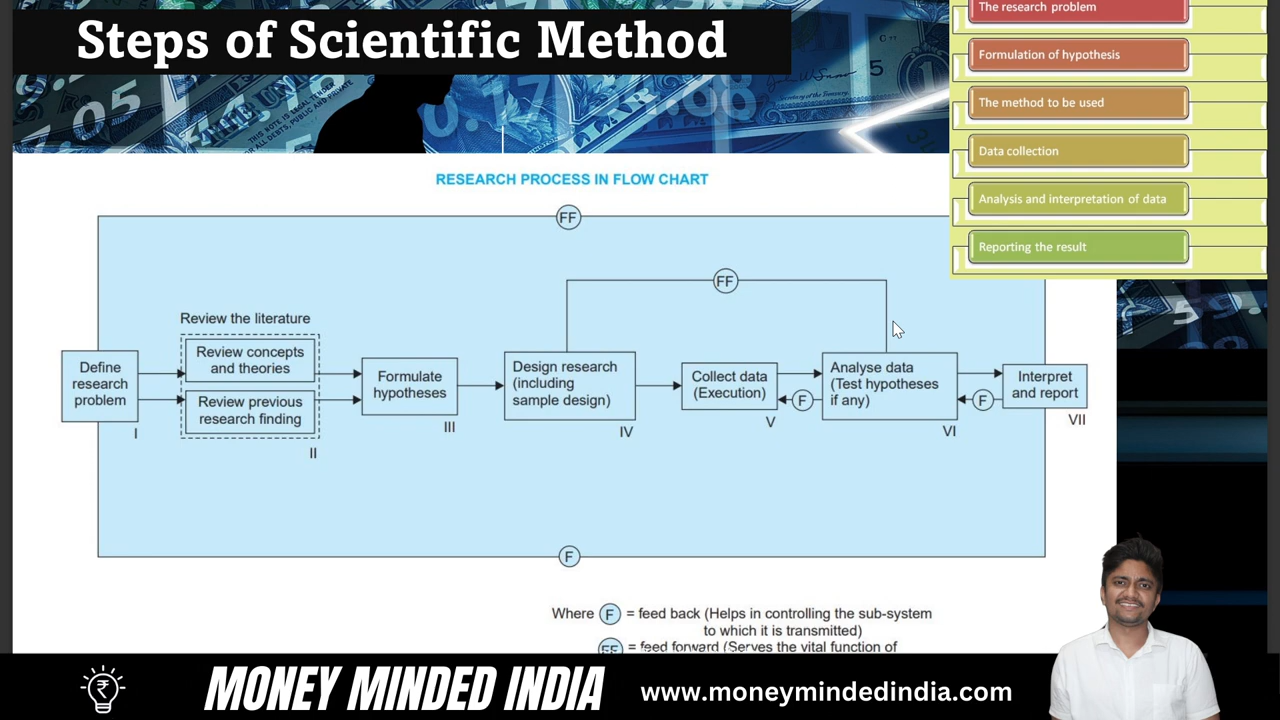 Steps of Scientific Method
The research problem
Formulation of hypothesis
The method to be used
Data collection
Analysis and interpretation of data
Reporting the result
RESEARCH PROCESS IN FLOW CHART
FF
FF
Review the literature
Define
research
problem
I
Review concepts
and theories
Review previous
research finding
II
Formulate
hypotheses
III
Design research
(including
sample design)
IV
Collect data
(Execution)
V
F
Analyse data
(Test hypotheses
if any)
VI
F
Interpret
and report
VII
F
Where F = feed back (Helps in controlling the sub-system
to which it is transmitted)
FF = feed forward (Serves the vital function of
MONEY MINDED INDIA
www.moneymindedindia.com